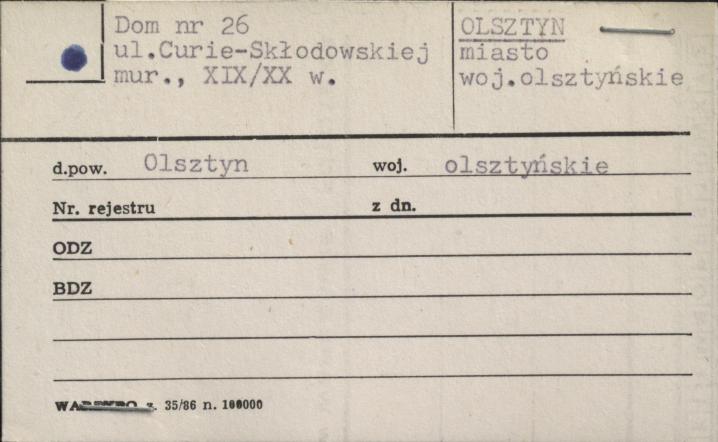 Dom nr 26
ul.Curie-Skłodowskiej
mur., XIX/XX w.
OLSZTYN
miasto
woj.olsztyńskie
d.pow. Olsztyn woj. olsztyńskie
Nr. rejestru z dn.
ODZ
BDZ
z. 35/86 n. 100000